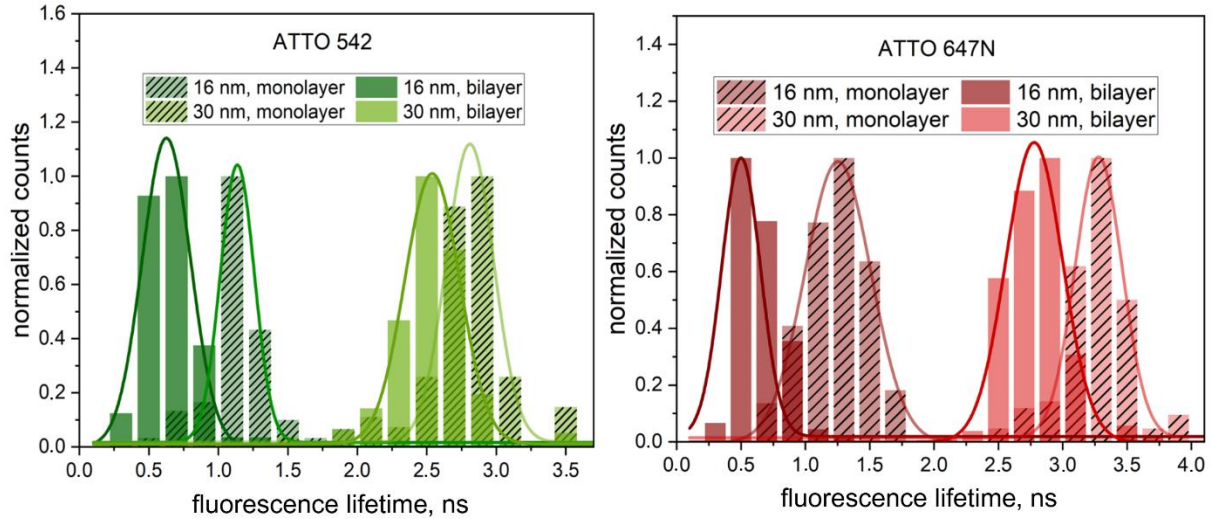 ATTO 542
16 nm, monolayer
16 nm, bilayer
30 nm, monolayer
30 nm, bilayer
normalized counts
1.6
1.4
1.2
1.0
0.8
0.6
0.4
0.2
0.0
0.0 0.5 1.0 1.5 2.0 2.5 3.0 3.5
fluorescence lifetime, ns
ATTO 647N
16 nm, monolayer
16 nm, bilayer
30 nm, monolayer
30 nm, bilayer
normalized counts
1.4
1.2
1.0
0.8
0.6
0.4
0.2
0.0
0.0 0.5 1.0 1.5 2.0 2.5 3.0 3.5 4.0
fluorescence lifetime, ns